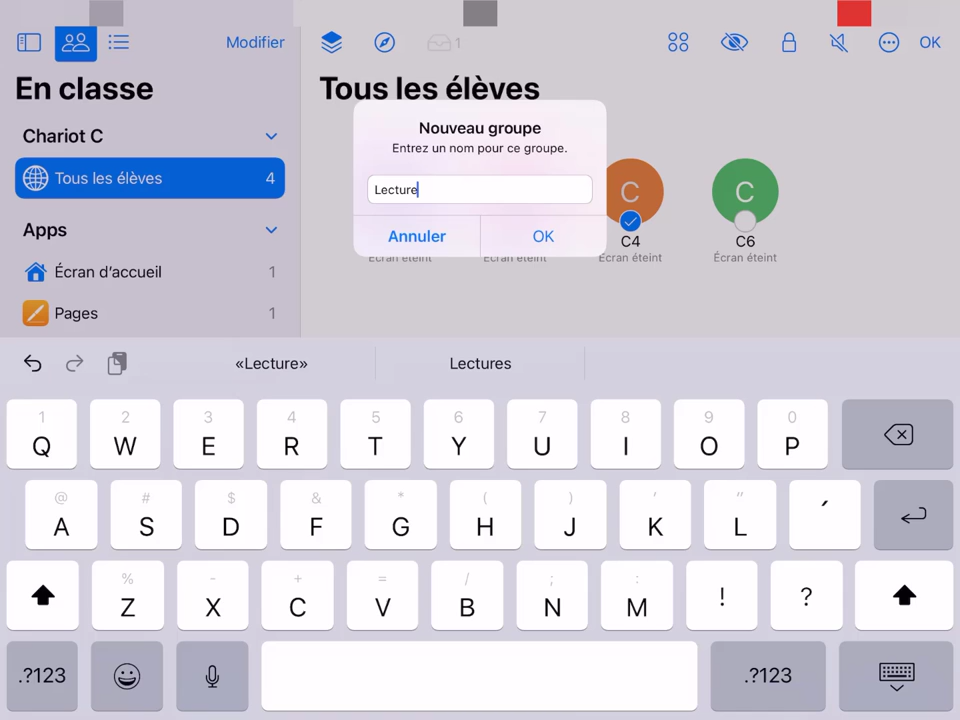 Modifier
1
OK
En classe
Tous les élèves
Chariot C
Tous les élèves 4
Apps
Écran d'accueil 1
Pages 1
Nouveau groupe
Entrez un nom pour ce groupe.
Lecture
Annuler
OK
C
C
C4
C6
Écran éteint
Écran éteint
Écran éteint
Écran éteint
«Lecture»
Lectures
1 2 3 4 5 6 7 8 9 0
Q W E R T Y U I O P
@ # $ & * ( ) ' "
A S D F G H J K L ´
% - + = / ; :
Z X C V B N M ! ?
.?123
.?123